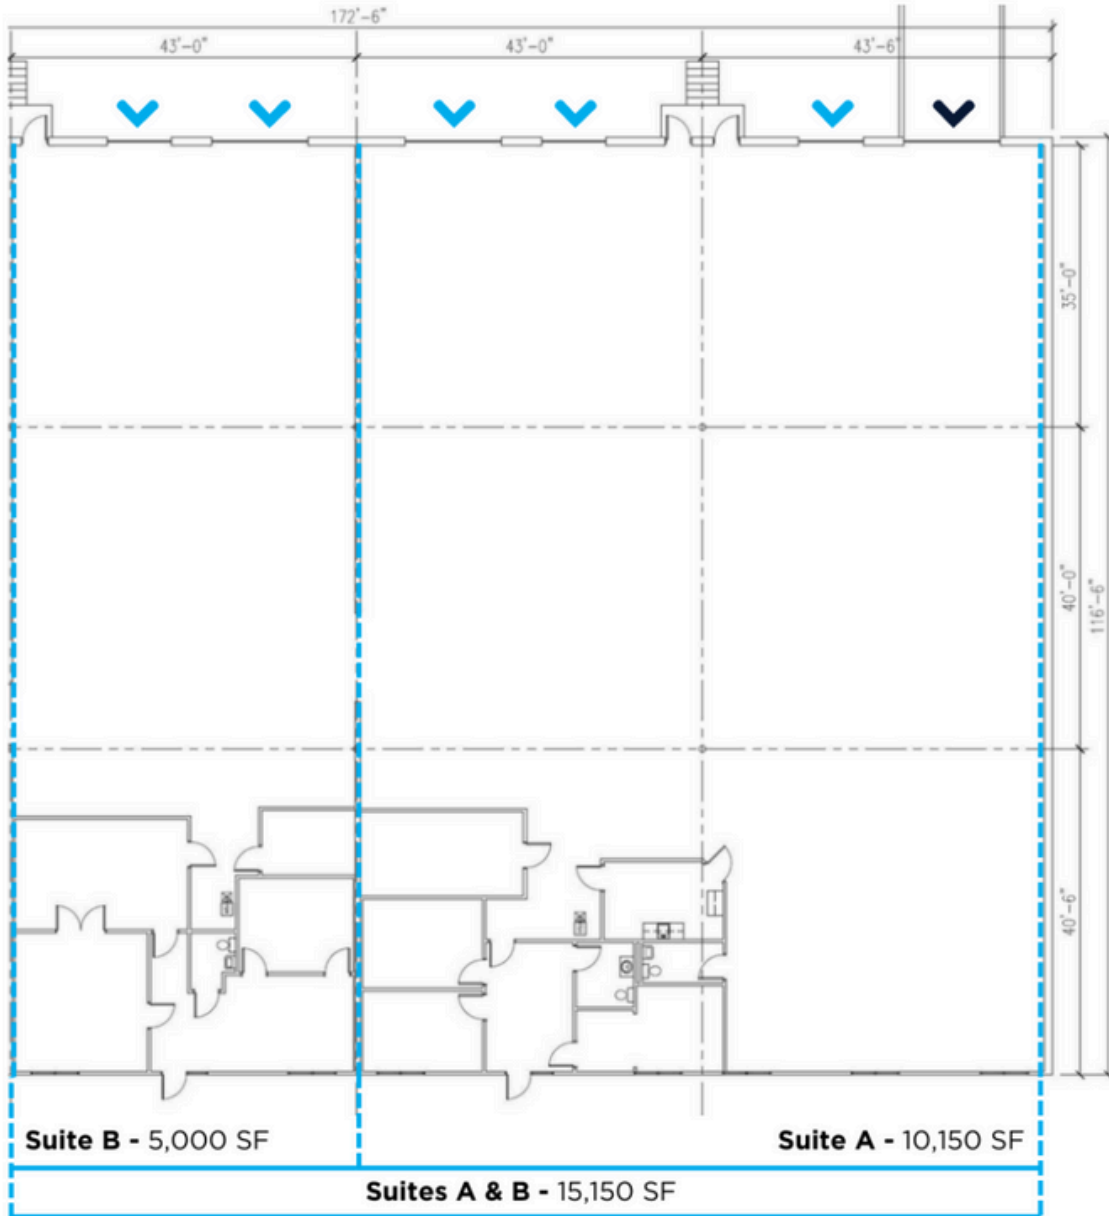 172'-6"
43'-0"
43'-0"
43'-6"
35'-0"
40'-0"
116'-6"
40'-6"
Suite B - 5,000 SF
Suite A - 10,150 SF
Suites A & B - 15,150 SF